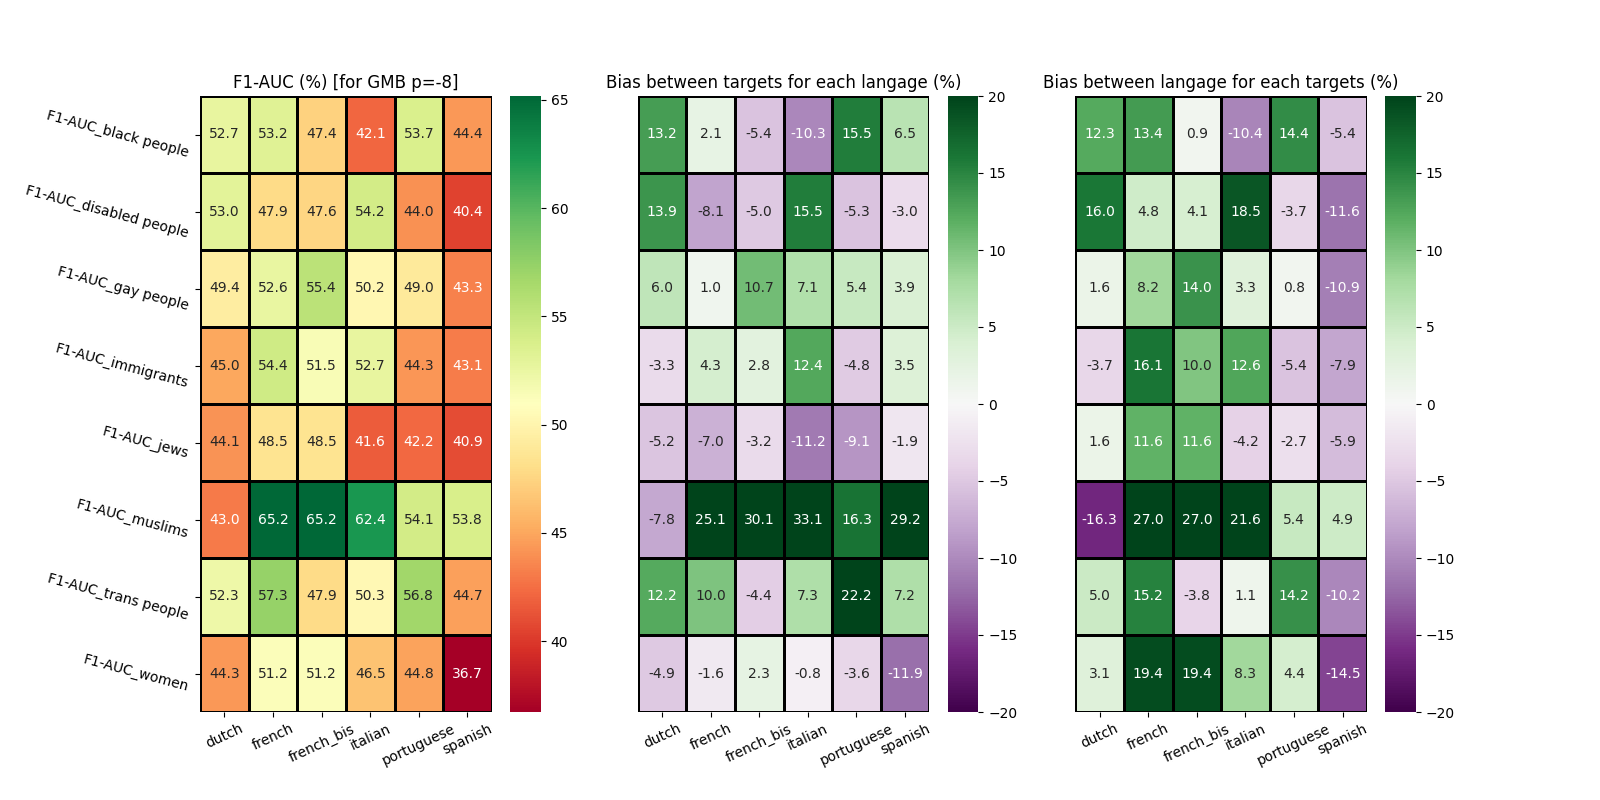 F1-AUC (%) [for GMB p=-8]
Bias between targets for each langage (%)
Bias between langage for each targets (%)
F1-AUC_black people 52.7 53.2 47.4 42.1 53.7 44.4
F1-AUC_disabled people 53.0 47.9 47.6 54.2 44.0 40.4
F1-AUC_gay people 49.4 52.6 55.4 50.2 49.0 43.3
F1-AUC_immigrants 45.0 54.4 51.5 52.7 44.3 43.1
F1-AUC_jews 44.1 48.5 48.5 41.6 42.2 40.9
F1-AUC_muslims 43.0 65.2 65.2 62.4 54.1 53.8
F1-AUC_trans people 52.3 57.3 47.9 50.3 56.8 44.7
F1-AUC_women 44.3 51.2 51.2 46.5 44.8 36.7
dutch french french_bis italian portuguese spanish
65
60
55
50
45
40
13.2 2.1 -5.4 -10.3 15.5 6.5
13.9 -8.1 -5.0 15.5 -5.3 -3.0
6.0 1.0 10.7 7.1 5.4 3.9
-3.3 4.3 2.8 12.4 -4.8 3.5
-5.2 -7.0 -3.2 -11.2 -9.1 -1.9
-7.8 25.1 30.1 33.1 16.3 29.2
12.2 10.0 -4.4 7.3 22.2 7.2
-4.9 -1.6 2.3 -0.8 -3.6 -11.9
dutch french french_bis italian portuguese spanish
20
15
10
5
0
−5
−10
−15
−20
12.3 13.4 0.9 -10.4 14.4 -5.4
16.0 4.8 4.1 18.5 -3.7 -11.6
1.6 8.2 14.0 3.3 0.8 -10.9
-3.7 16.1 10.0 12.6 -5.4 -7.9
1.6 11.6 11.6 -4.2 -2.7 -5.9
-16.3 27.0 27.0 21.6 5.4 4.9
5.0 15.2 -3.8 1.1 14.2 -10.2
3.1 19.4 19.4 8.3 4.4 -14.5
dutch french french_bis italian portuguese spanish
20
15
10
5
0
−5
−10
−15
−20